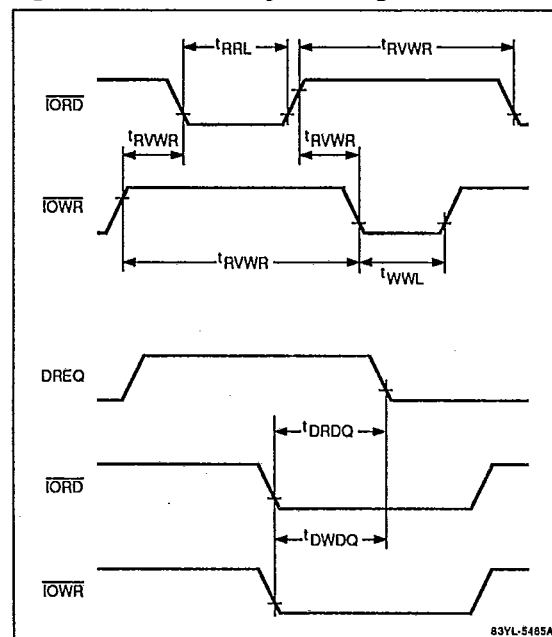 tRRL
tRVWR
IORD
tRVWR
tRVWR
IOWR
tRVWR
tWWL
DREQ
tDRDQ
IORD
tDWDQ
IOWR
83YL-5465A